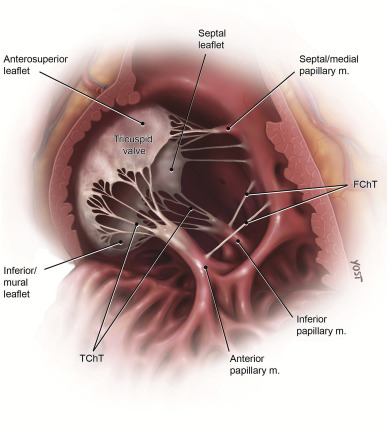 Septal
leaflet
Anterosuperior
leaflet
Septal/medial
papillary m.
Tricuspid
valve
FChT
Inferior/
mural
leaflet
YOST
Inferior
papillary m.
TChT
Anterior
papillary m.